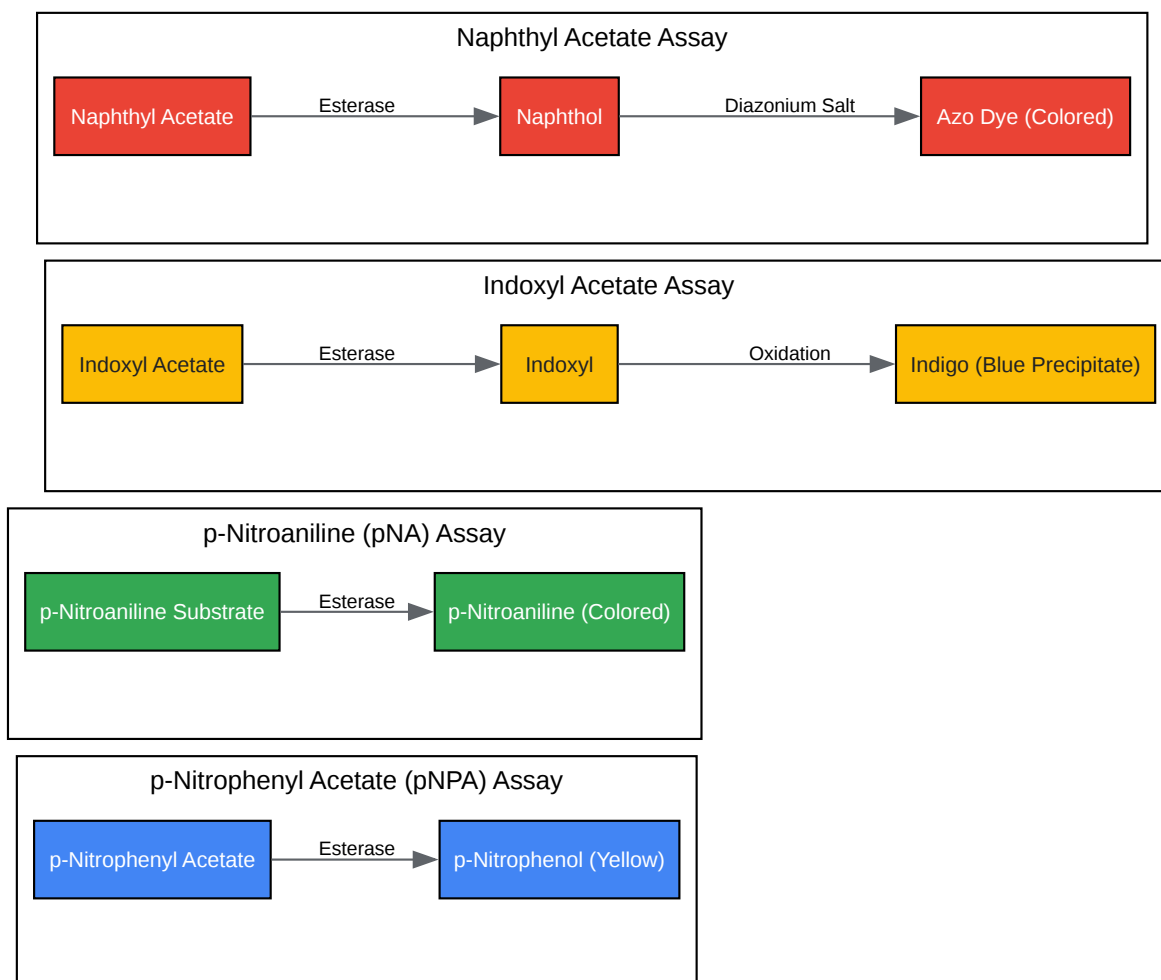 Naphthyl Acetate Assay
Naphthyl Acetate
Esterase
Naphthol
Diazonium Salt
Azo Dye (Colored)
Indoxyl Acetate Assay
Indoxyl Acetate
Esterase
Indoxyl
Oxidation
Indigo (Blue Precipitate)
p-Nitroaniline (pNA) Assay
p-Nitroaniline Substrate
Esterase
p-Nitroaniline (Colored)
p-Nitrophenyl Acetate (pNPA) Assay
p-Nitrophenyl Acetate
Esterase
p-Nitrophenol (Yellow)